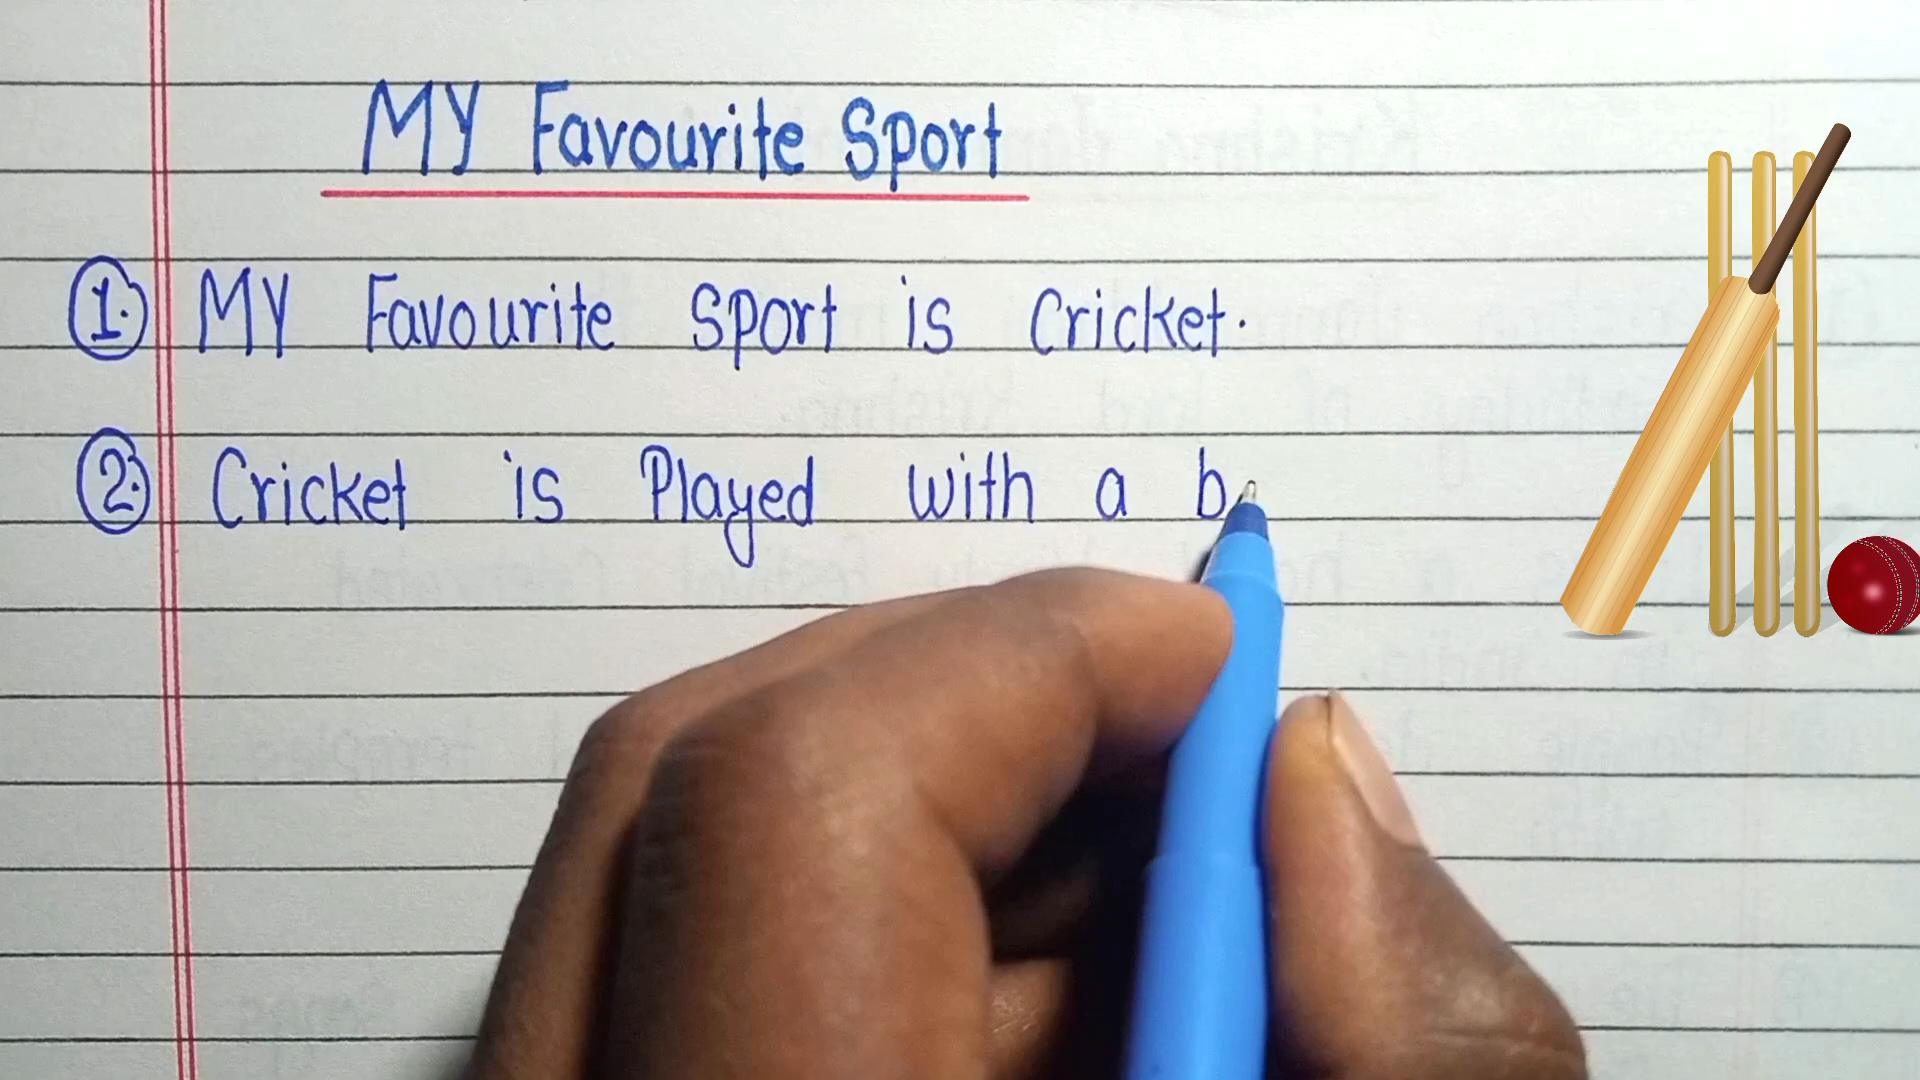 MY Favourite Sport
1. MY Favourite Sport is Cricket.
2. Cricket is Played with a b